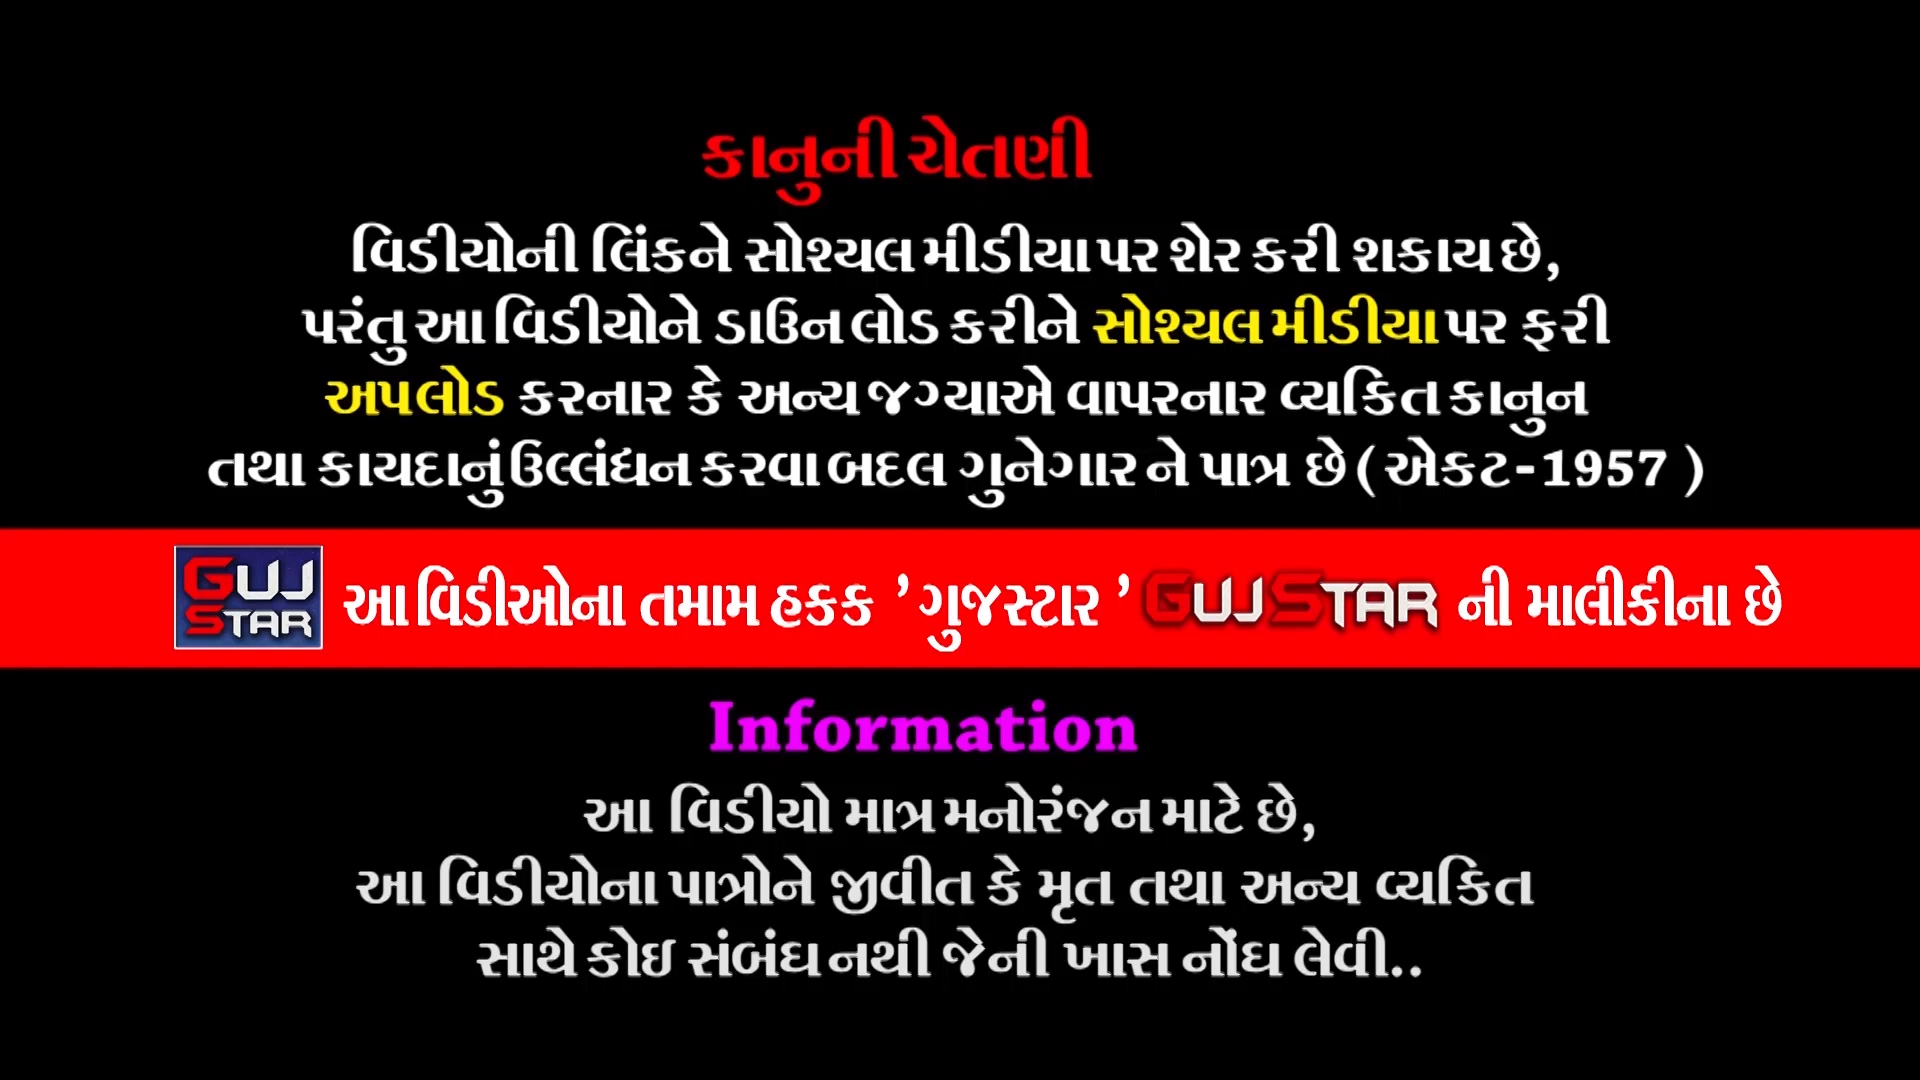 કાનુની ચેતણી
વિડીયોની લિંકને સોશ્યલ મીડીયા પર શેર કરી શકાય છે,
પરંતુ આ વિડીયોને ડાઉનલોડ કરીને સોશ્યલ મીડીયા પર ફરી
અપલોડ કરનાર કે અન્ય જગ્યાએ વાપરનાર વ્યકિત કાનુન
તથા કાયદાનું ઉલ્લંઘન કરવા બદલ ગુનેગાર ને પાત્ર છે ( એકટ-1957 )
GUJ STAR આ વિડીઓના તમામ હકક ’ ગુજસ્ટાર ’ GUJ STAR ની માલીકીના છે
Information
આ વિડીયો માત્ર મનોરંજન માટે છે,
આ વિડીયોના પાત્રોને જીવીત કે મૃત તથા અન્ય વ્યકિત
સાથે કોઇ સંબંઘ નથી જેની ખાસ નોંઘ લેવી..